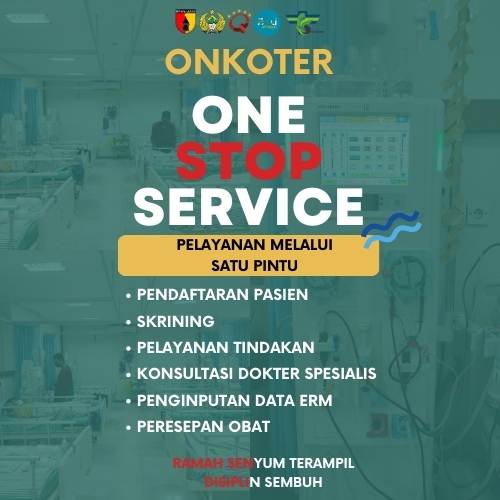 ONKOTER
ONE
STOP
SERVICE
PELAYANAN MELALUI
SATU PINTU
• PENDAFTARAN PASIEN
• SKRINING
• PELAYANAN TINDAKAN
• KONSULTASI DOKTER SPESIALIS
• PENGINPUTAN DATA ERM
• PERESEPAN OBAT
RAMAH SENYUM TERAMPIL
DISIPLIN SEMBUH